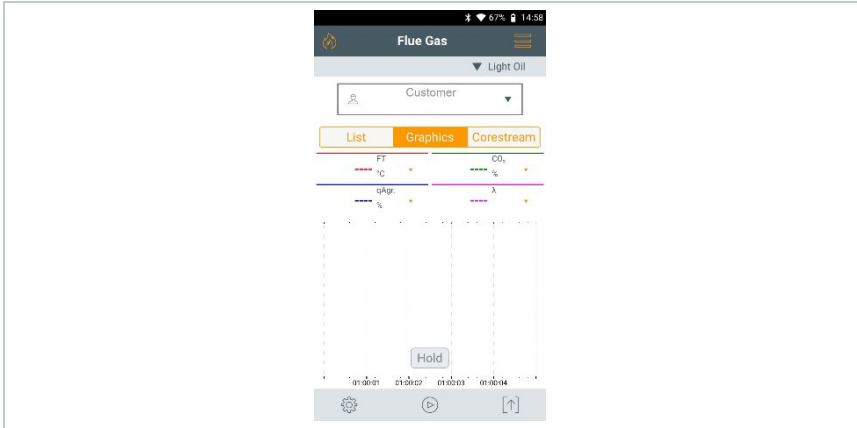 67% 14:58
Flue Gas
Light Oil
Customer
List Graphics Corestream
FT CO₂
---- °C ---- %
qAgr. λ
---- % ----
Hold
01:00:01 01:00:02 01:00:03 01:00:04